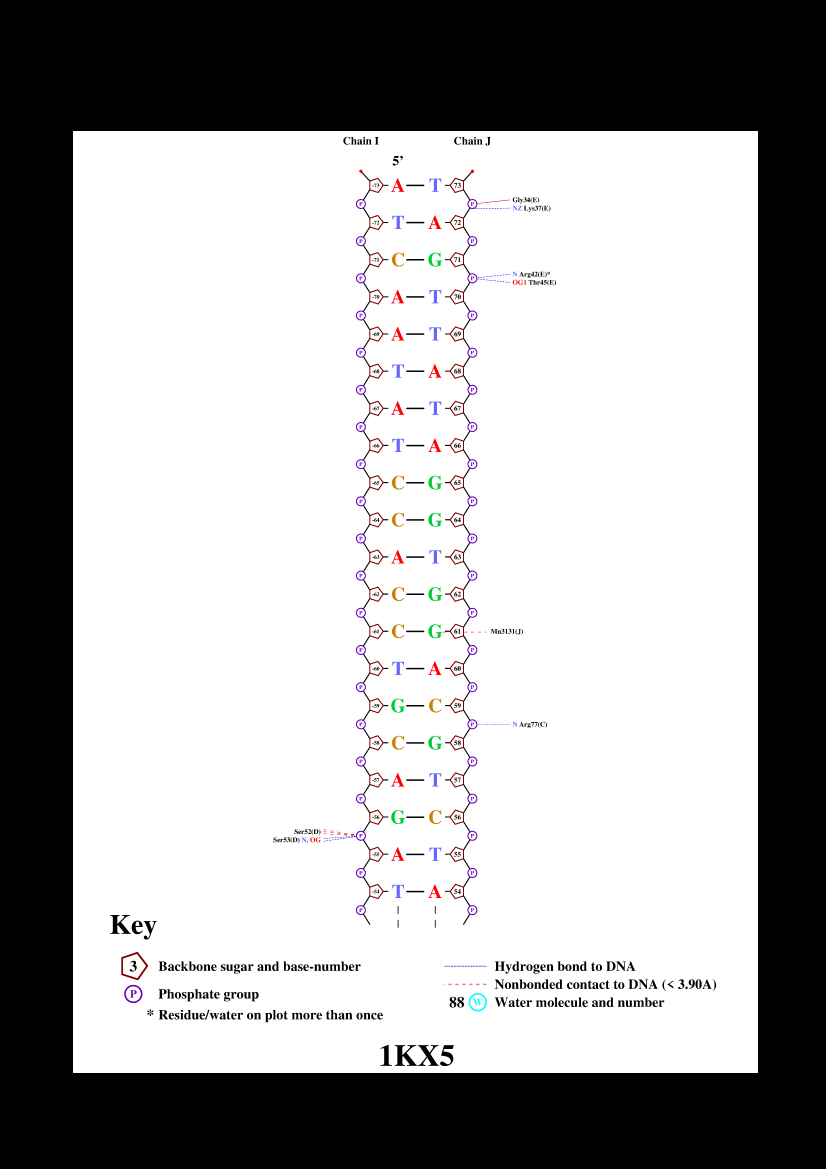 Chain I Chain J
5'
-73 A T 73
P P Gly34(E)
NZ Lys37(E)
-72 T A 72
P P
-71 C G 71
P P N Arg42(E)*
OG1 Thr45(E)
-70 A T 70
P P
-69 A T 69
P P
-68 T A 68
P P
-67 A T 67
P P
-66 T A 66
P P
-65 C G 65
P P
-64 C G 64
P P
-63 A T 63
P P
-62 C G 62
P P
-61 C G 61 Mn3131(J)
P P
-60 T A 60
P P
-59 G C 59
P P N Arg77(C)
-58 C G 58
P P
-57 A T 57
P P
-56 G C 56
Ser52(D)
P P
Ser53(D) N, OG
-55 A T 55
P P
-54 T A 54
P P
Key
3 Backbone sugar and base-number
P Phosphate group
* Residue/water on plot more than once
Hydrogen bond to DNA
Nonbonded contact to DNA (< 3.90A)
88 W Water molecule and number
1KX5